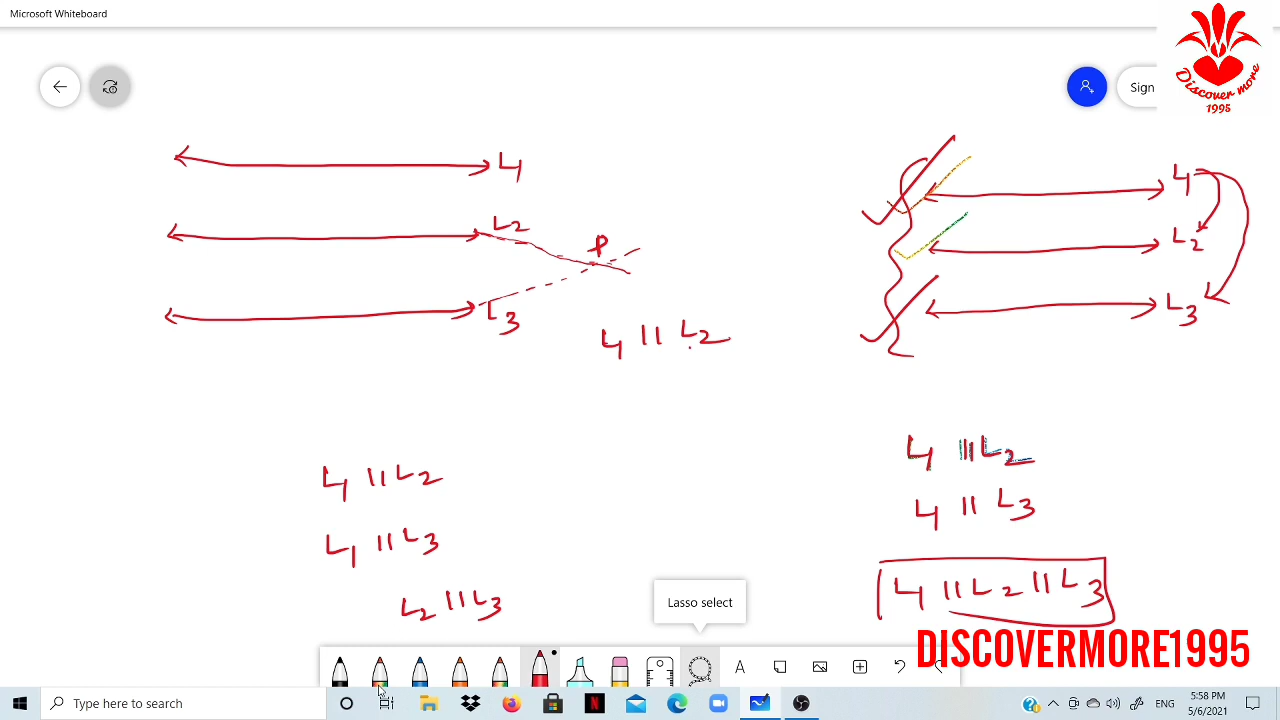 Microsoft Whiteboard
Sign
Discover more
1995
L1
L2
P
L3
L1 || L2
L1
L2
L3
L1 || L2
L1 || L3
L2 || L3
L1 || L2
L1 || L3
L1 || L2 || L3
Lasso select
DISCOVERMORE1995
A
Type here to search
ENG
5:58 PM
5/6/2021